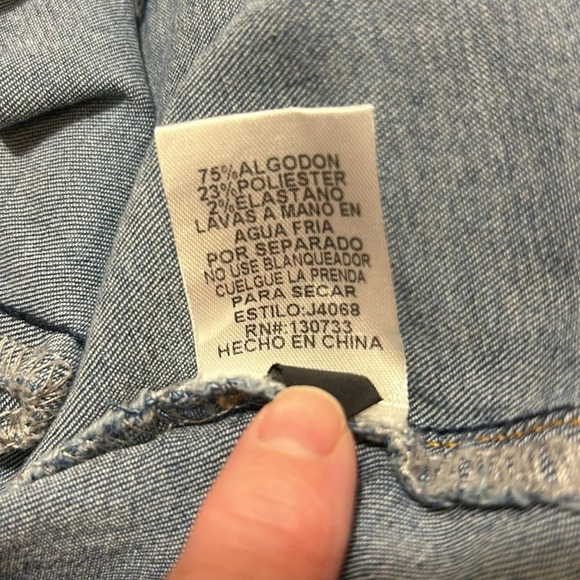 75%ALGODON
23%POLIESTER
2%ELASTANO
LAVAS A MANO EN
AGUA FRIA
POR SEPARADO
NO USE BLANQUEADOR
CUELGUE LA PRENDA
PARA SECAR
ESTILO:J4068
RN#:130733
HECHO EN CHINA